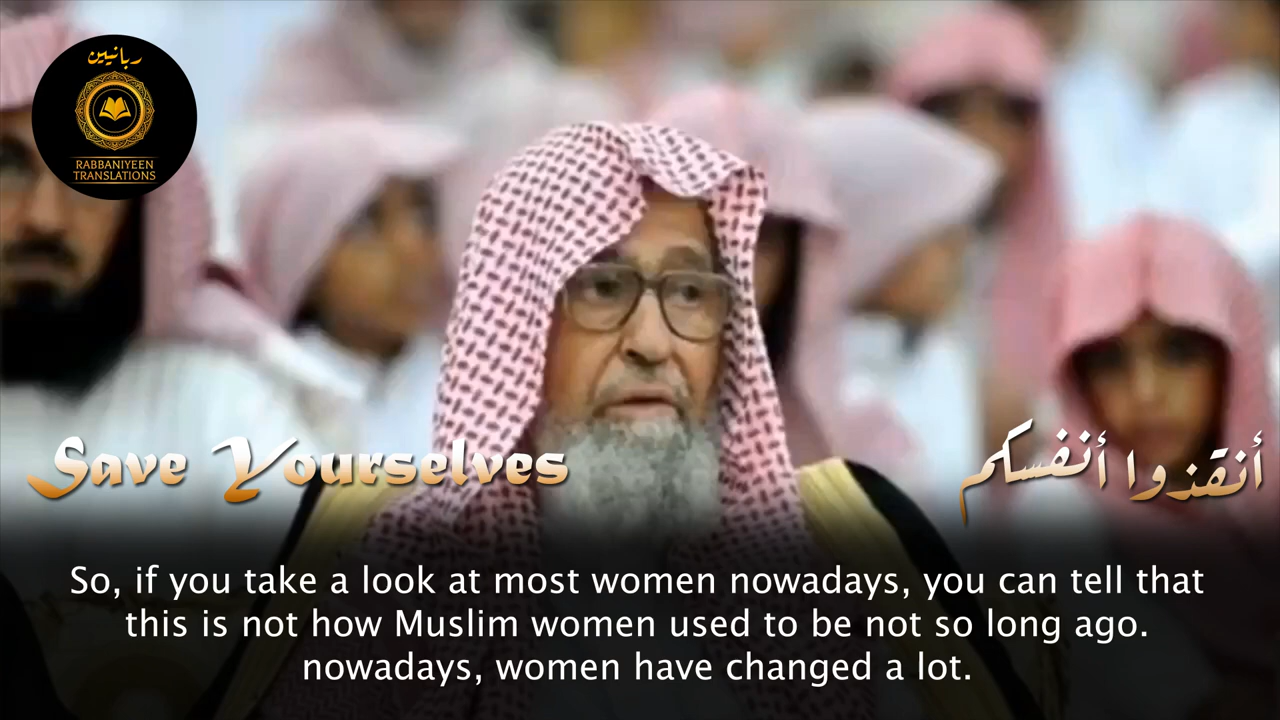 ربانيين
RABBANIYEEN
TRANSLATIONS
Save Yourselves
أنقذوا أنفسكم
So, if you take a look at most women nowadays, you can tell that
this is not how Muslim women used to be not so long ago.
nowadays, women have changed a lot.